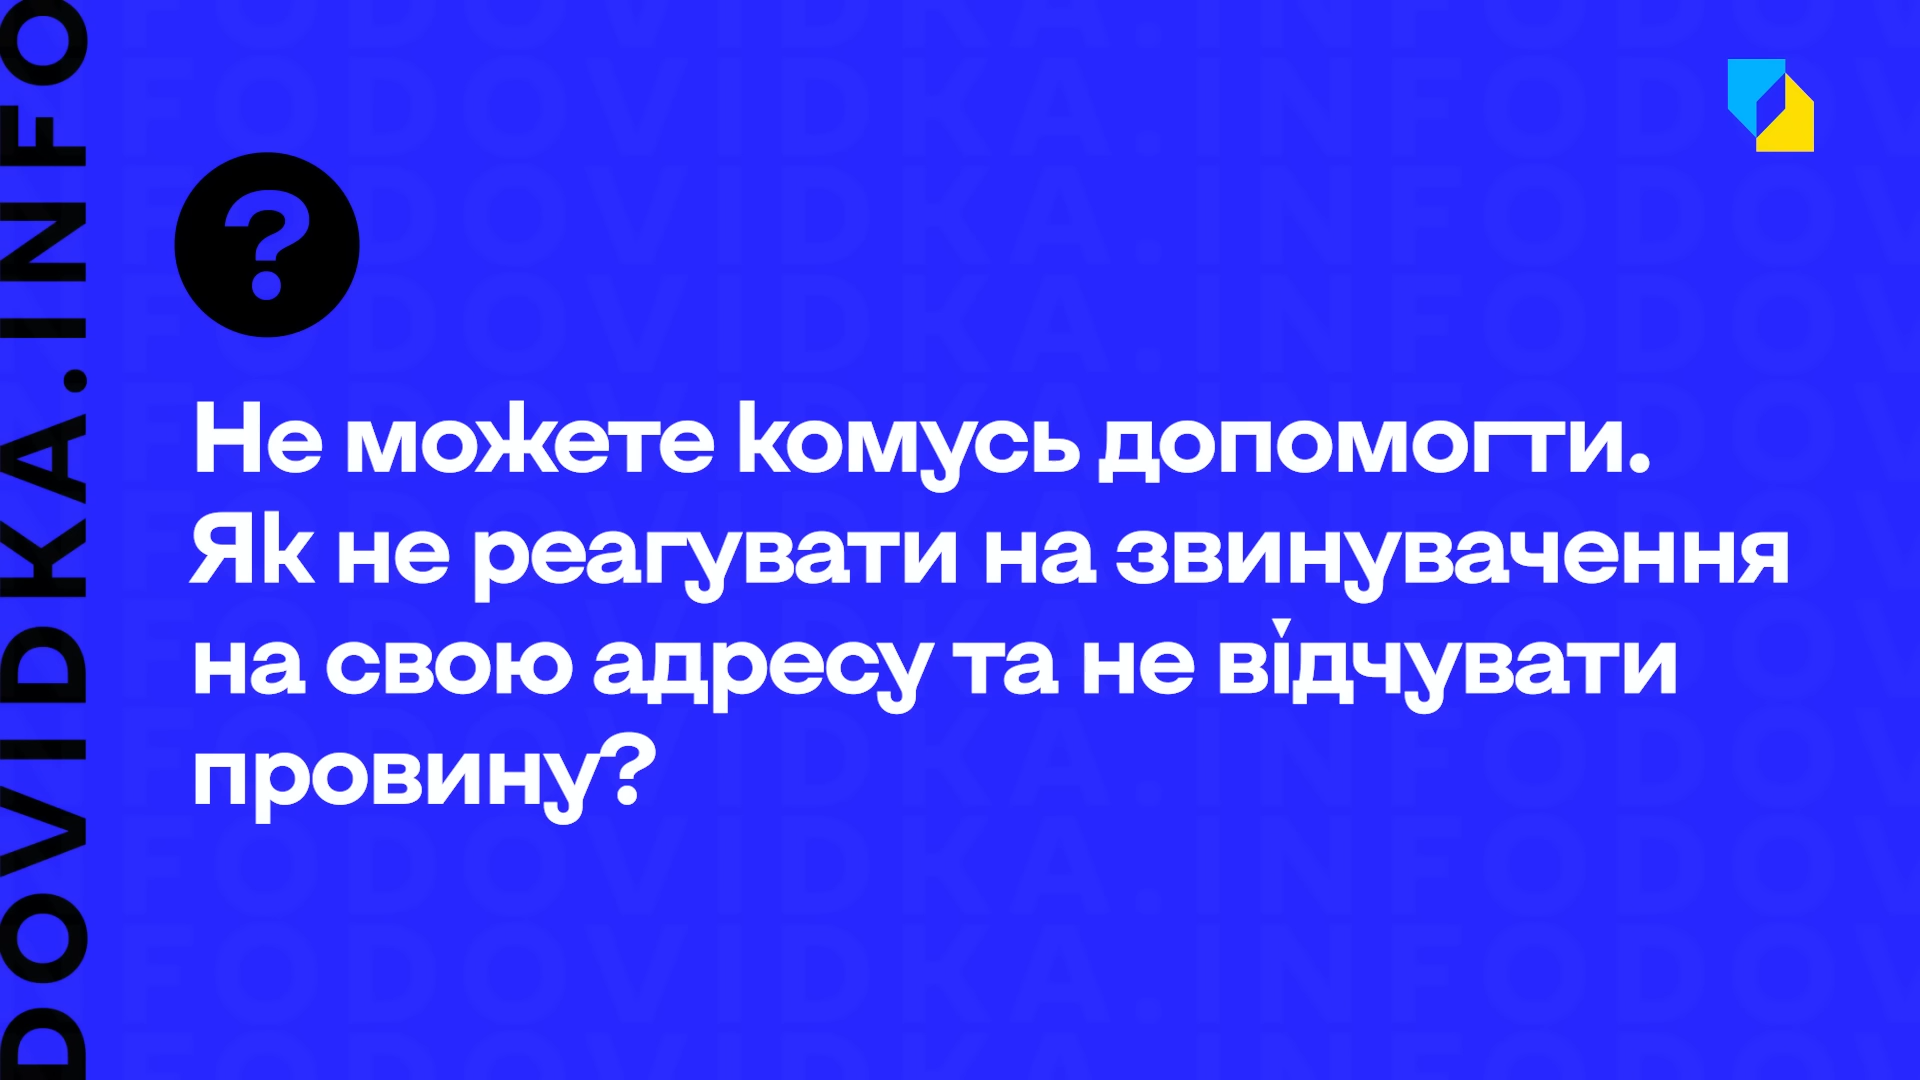 DOVIDKA.INFO
?
Не можете комусь допомогти.
Як не реагувати на звинувачення
на свою адресу та не відчувати
провину?